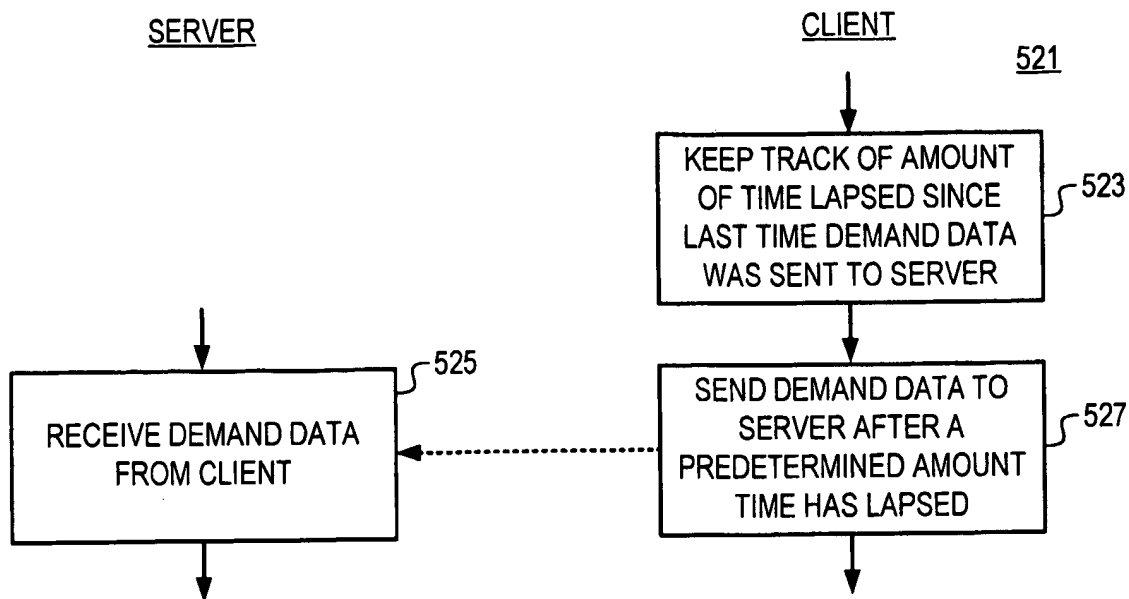 SERVER
CLIENT
521
KEEP TRACK OF AMOUNT
OF TIME LAPSED SINCE
LAST TIME DEMAND DATA
WAS SENT TO SERVER
523
525
RECEIVE DEMAND DATA
FROM CLIENT
SEND DEMAND DATA TO
SERVER AFTER A
PREDETERMINED AMOUNT
TIME HAS LAPSED
527